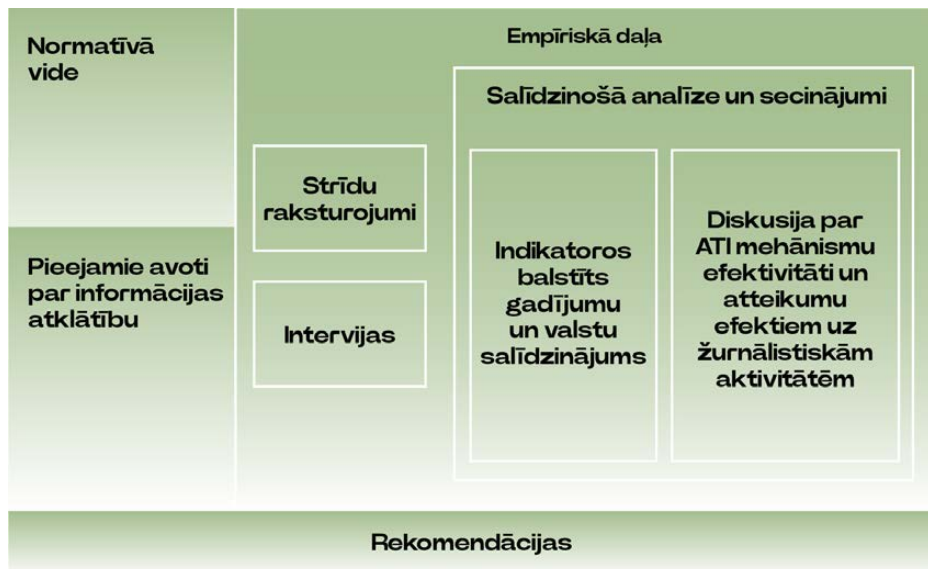 Normatīvā
vide
Pieejamie avoti
par informācijas
atklātību
Empīriskā daļa
Strīdu
raksturojumi
Intervijas
Salīdzinošā analīze un secinājumi
Indikatoros
balstīts
gadījumu
un valstu
salīdzinājums
Diskusija par
ATI mehānismu
efektivitāti un
atteikumu
efektiem uz
žurnālistiskām
aktivitātēm
Rekomendācijas